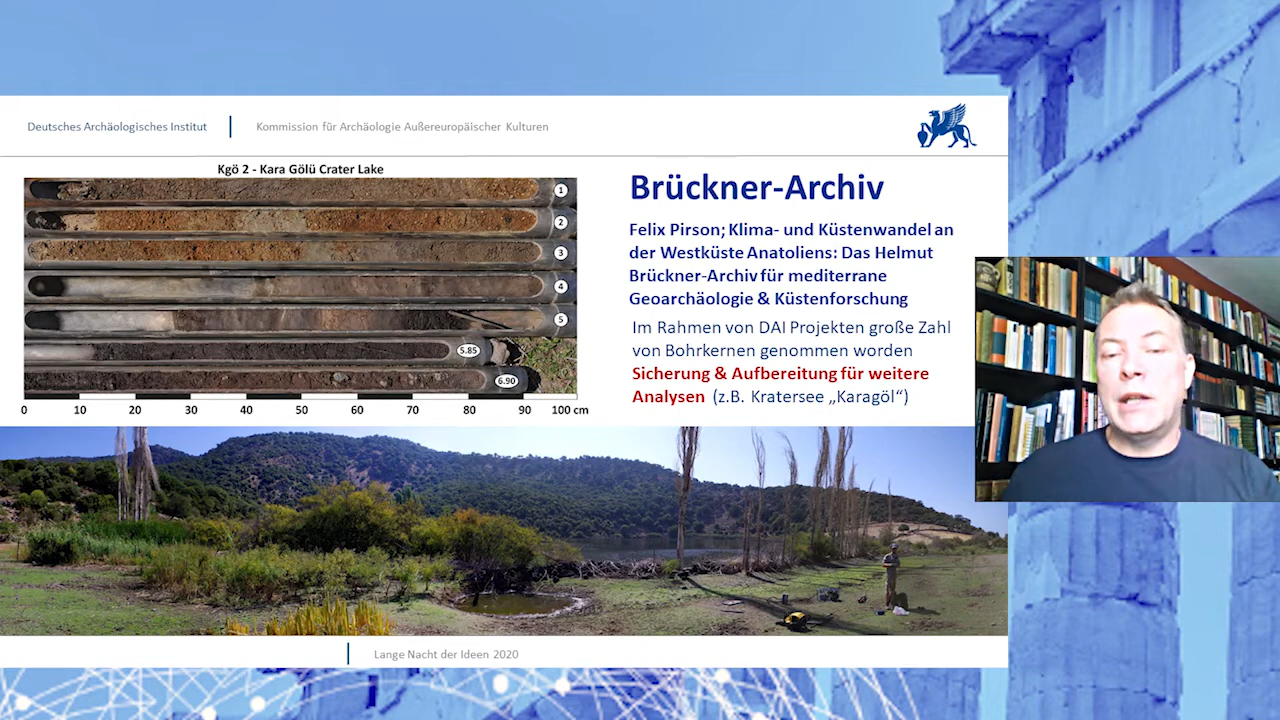 Deutsches Archäologisches Institut
Kommission für Archäologie Außereuropäischer Kulturen
Kgö 2 - Kara Gölü Crater Lake
1
2
3
4
5
5.85
6.90
0 10 20 30 40 50 60 70 80 90 100 cm
Brückner-Archiv
Felix Pirson; Klima- und Küstenwandel an
der Westküste Anatoliens: Das Helmut
Brückner-Archiv für mediterrane
Geoarchäologie & Küstenforschung
Im Rahmen von DAI Projekten große Zahl
von Bohrkernen genommen worden
Sicherung & Aufbereitung für weitere
Analysen (z.B. Kratersee „Karagöl“)
Lange Nacht der Ideen 2020